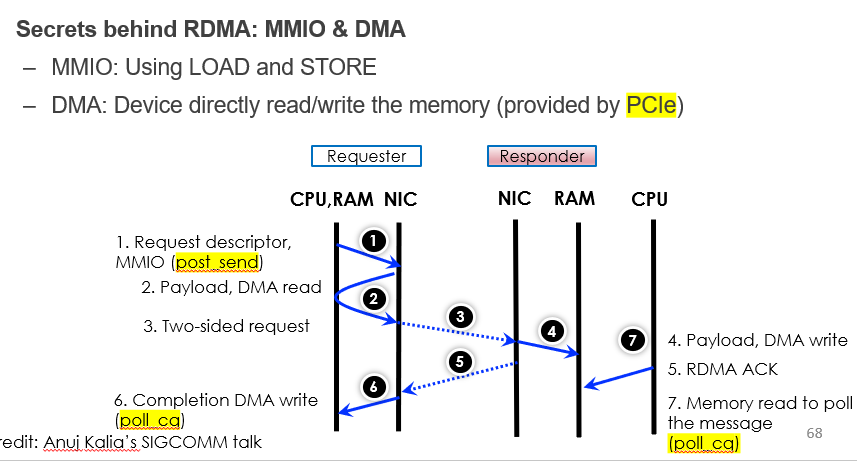 Secrets behind RDMA: MMIO & DMA
– MMIO: Using LOAD and STORE
– DMA: Device directly read/write the memory (provided by PCIe)
Requester
Responder
CPU,RAM NIC
NIC RAM CPU
1. Request descriptor,
MMIO (post_send)
2. Payload, DMA read
3. Two-sided request
1
2
3
4
5
6
7
4. Payload, DMA write
5. RDMA ACK
6. Completion DMA write
(poll_cq)
7. Memory read to poll
the message
(poll_cq)
redit: Anuj Kalia's SIGCOMM talk
68